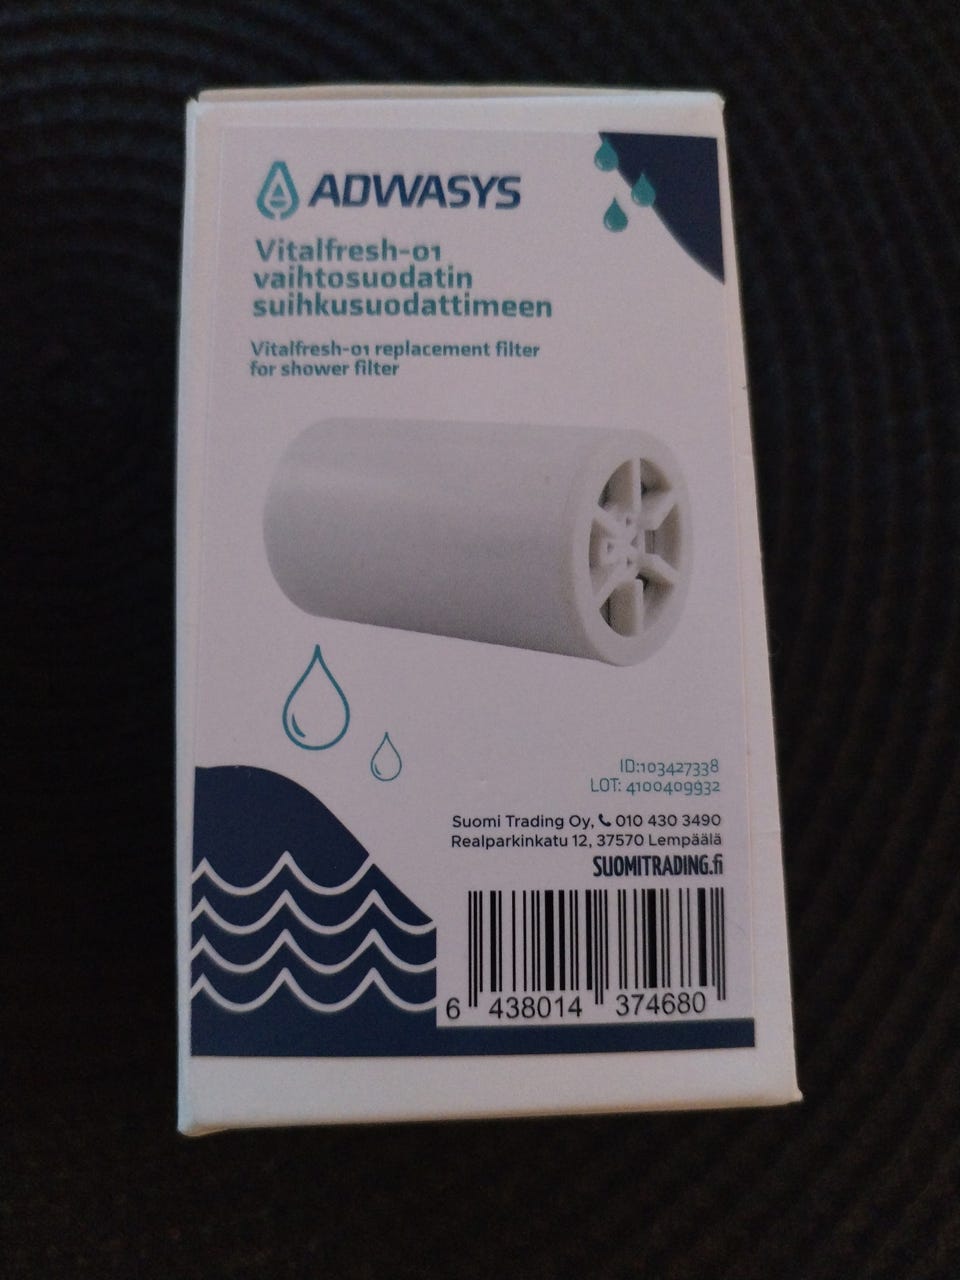 ADWASYS
Vitalfresh-01
vaihtosuodatin
suihkusuodattimeen
Vitalfresh-01 replacement filter
for shower filter
ID:103427338
LOT: 4100409932
Suomi Trading Oy, 010 430 3490
Realparkinkatu 12, 37570 Lempäälä
SUOMITRADING.fi
6 438014 374680